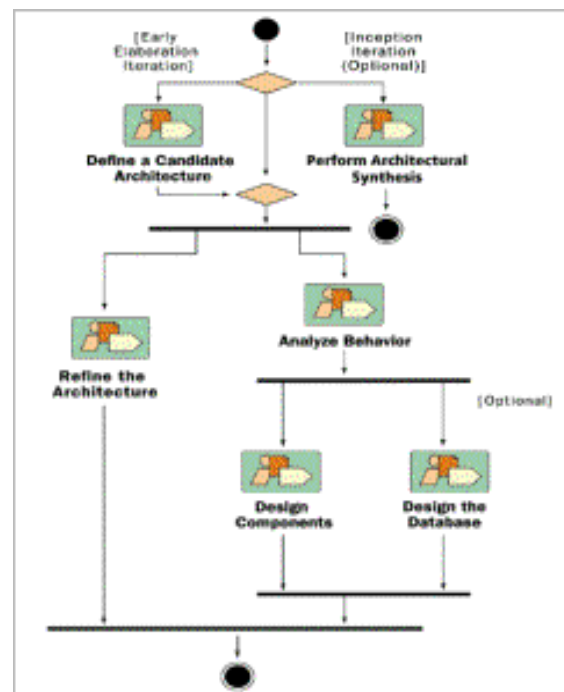 [Early
Elaboration
Iteration]
[Inception
Iteration
(Optional)]
Define a Candidate
Architecture
Perform Architectural
Synthesis
Analyze Behavior
Refine the
Architecture
[Optional]
Design
Components
Design the
Database